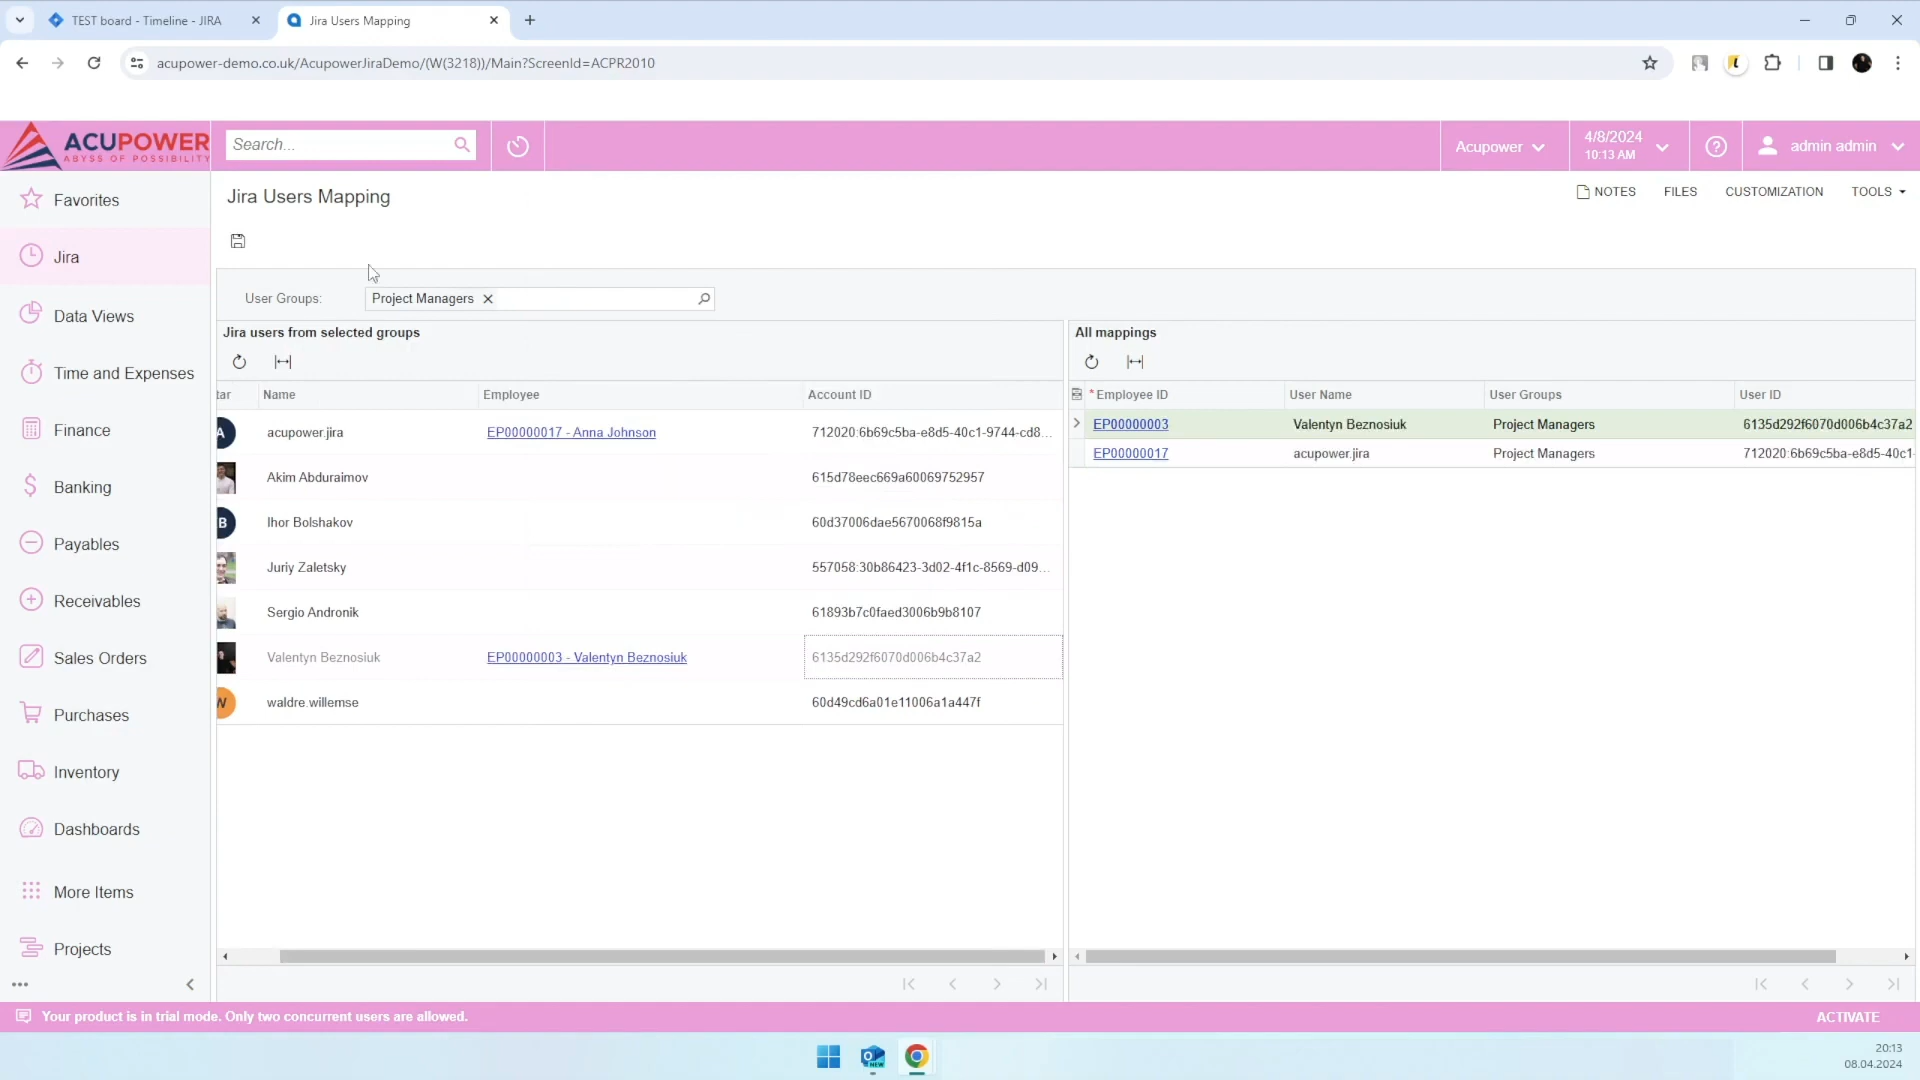 TEST board - Timeline - JIRA
Jira Users Mapping
acupower-demo.co.uk/AcupowerJiraDemo/(W(3218))/Main?ScreenId=ACPR2010
ACUPOWER
ABYSS OF POSSIBILITY
Search...
Acupower
4/8/2024
10:13 AM
admin admin
Favorites
Jira
Data Views
Time and Expenses
Finance
Banking
Payables
Receivables
Sales Orders
Purchases
Inventory
Dashboards
More Items
Projects
Jira Users Mapping
NOTES FILES CUSTOMIZATION TOOLS
User Groups: Project Managers
Jira users from selected groups
tar Name Employee Account ID
A acupower.jira EP00000017 - Anna Johnson 712020:6b69c5ba-e8d5-40c1-9744-cd8...
Akim Abduraimov 615d78eec669a60069752957
B Ihor Bolshakov 60d37006dae5670068f9815a
Juriy Zaletsky 557058:30b86423-3d02-4f1c-8569-d09...
Sergio Andronik 61893b7c0faed3006b9b8107
Valentyn Beznosiuk EP00000003 - Valentyn Beznosiuk 6135d292f6070d006b4c37a2
W waldre.willemse 60d49cd6a01e11006a1a447f
All mappings
* Employee ID User Name User Groups User ID
EP00000003 Valentyn Beznosiuk Project Managers 6135d292f6070d006b4c37a2
EP00000017 acupower.jira Project Managers 712020:6b69c5ba-e8d5-40c1-
Your product is in trial mode. Only two concurrent users are allowed.
ACTIVATE
NEW
20:13
08.04.2024